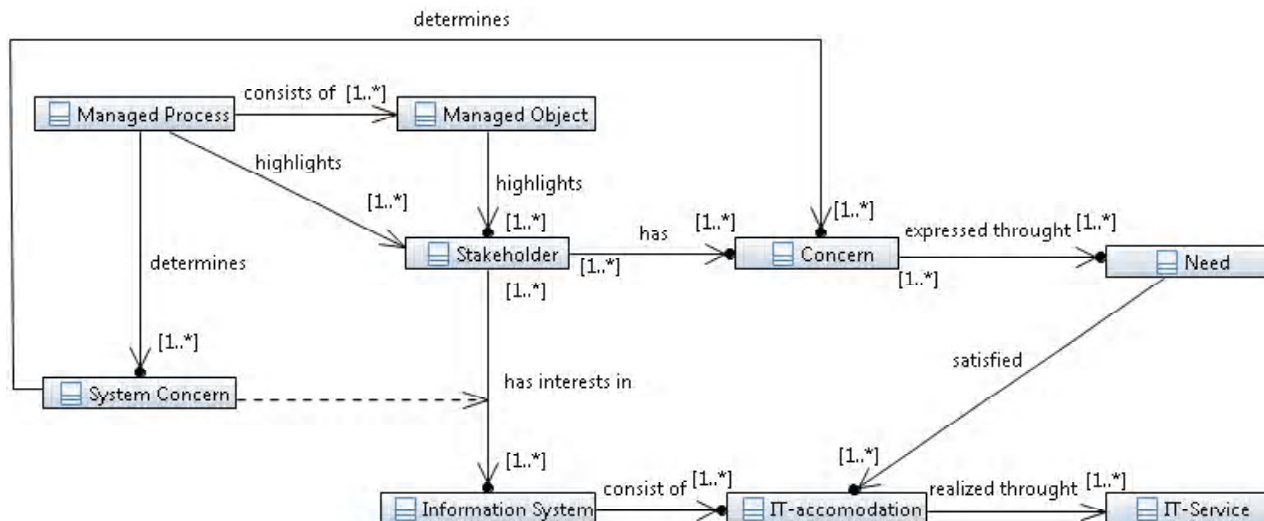 determines
consists of [1..*]
Managed Process
Managed Object
highlights
highlights
[1..*]
[1..*]
[1..*]
[1..*]
[1..*]
has
expressed throught
Stakeholder
Concern
Need
[1..*]
[1..*]
[1..*]
determines
[1..*]
satisfied
System Concern
has interests in
[1..*]
[1..*]
consist of [1..*]
realized throught [1..*]
Information System
IT-accomodation
IT-Service